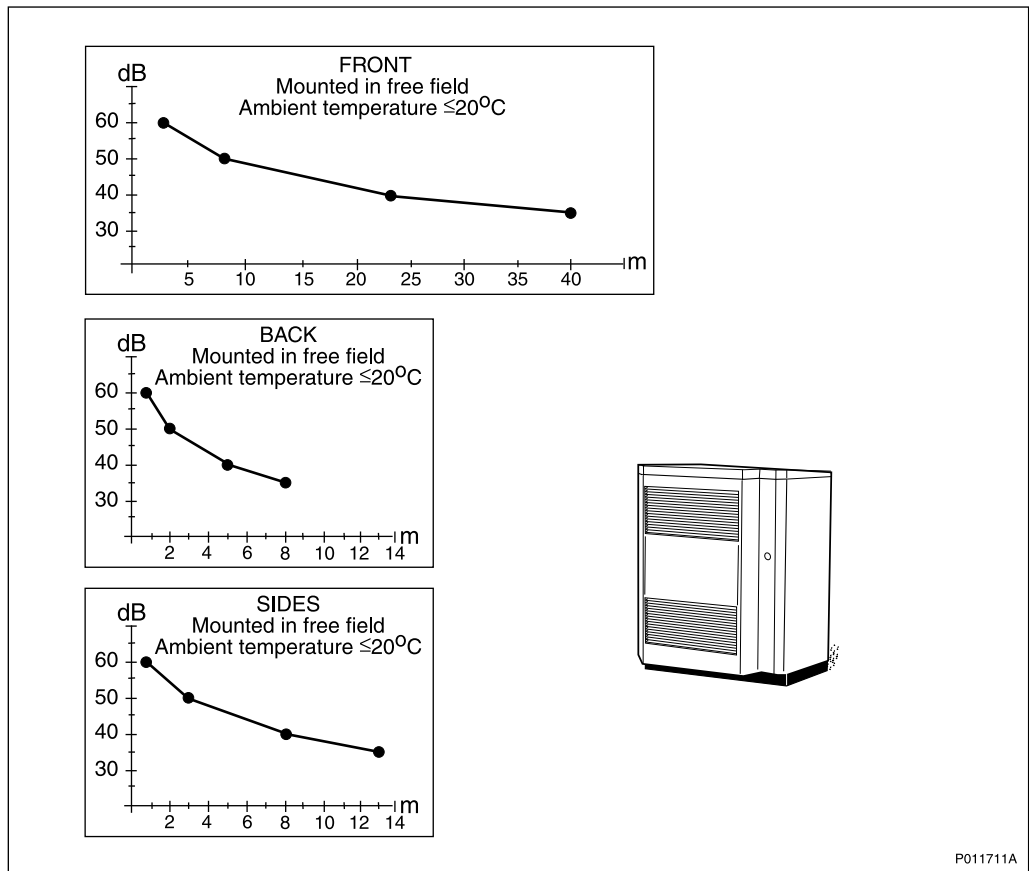 dB
FRONT
Mounted in free field
Ambient temperature ≤20°C
60
50
40
30
5 10 15 20 25 30 35 40 m
dB
BACK
Mounted in free field
Ambient temperature ≤20°C
60
50
40
30
2 4 6 8 10 12 14 m
dB
SIDES
Mounted in free field
Ambient temperature ≤20°C
60
50
40
30
2 4 6 8 10 12 14 m
P011711A